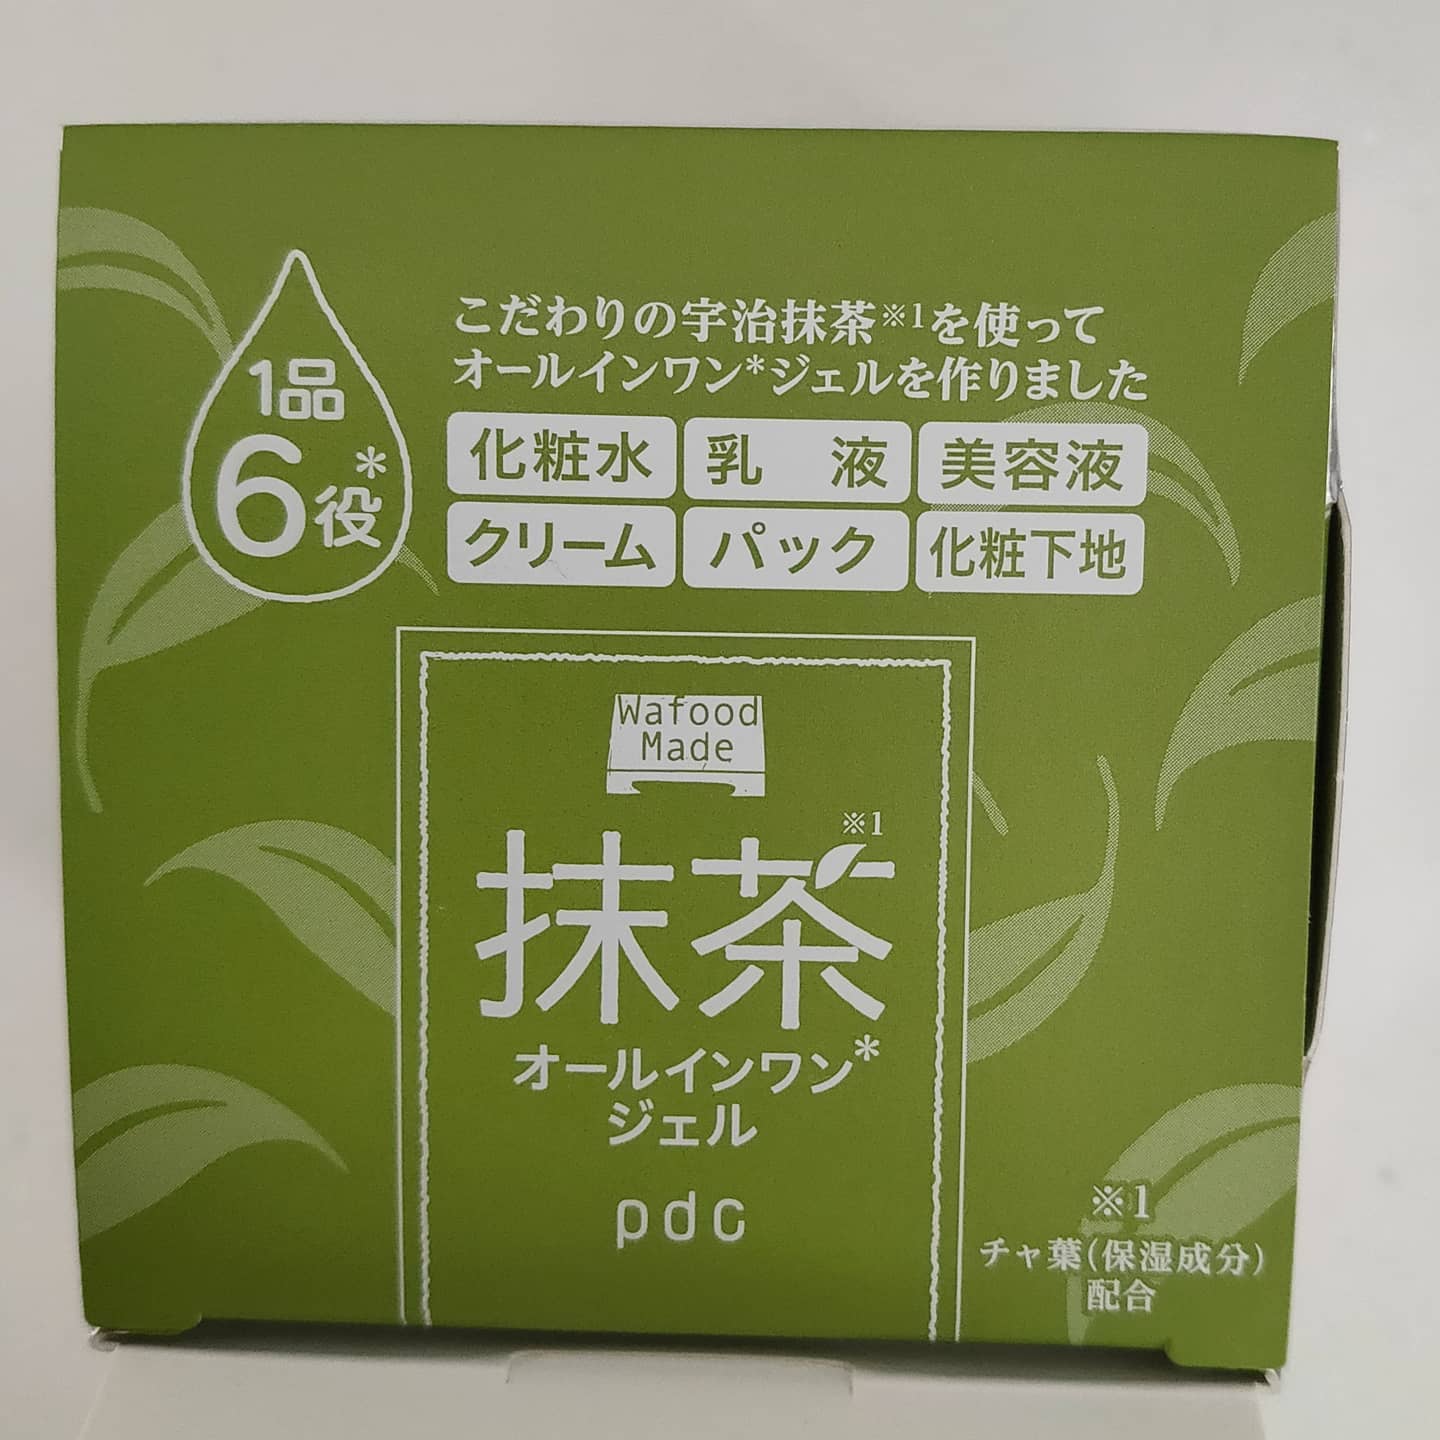 1品
6役*
こだわりの宇治抹茶※1を使って
オールインワン*ジェルを作りました
化粧水 乳液 美容液
クリーム パック 化粧下地
Wafood
Made
抹茶※1
オールインワン*
ジェル
pdc
※1
チャ葉(保湿成分)
配合